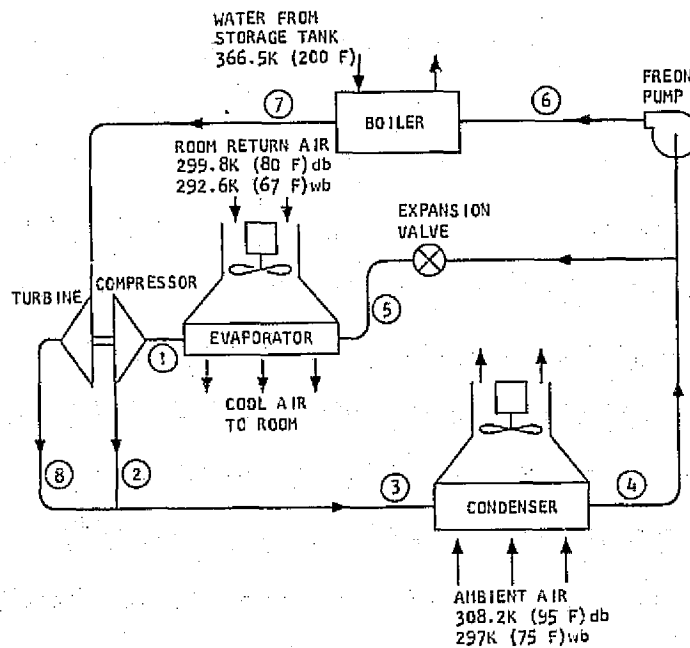 WATER FROM
STORAGE TANK
366.5K (200 F)
FREON
PUMP
7
6
BOILER
ROOM RETURN AIR
299.8K (80 F)db
292.6K (67 F)wb
EXPANSION
VALVE
COMPRESSOR
TURBINE
5
EVAPORATOR
1
COOL AIR
TO ROOM
8
2
3
4
CONDENSER
AMBIENT AIR
308.2K (95 F)db
297K (75 F)wb